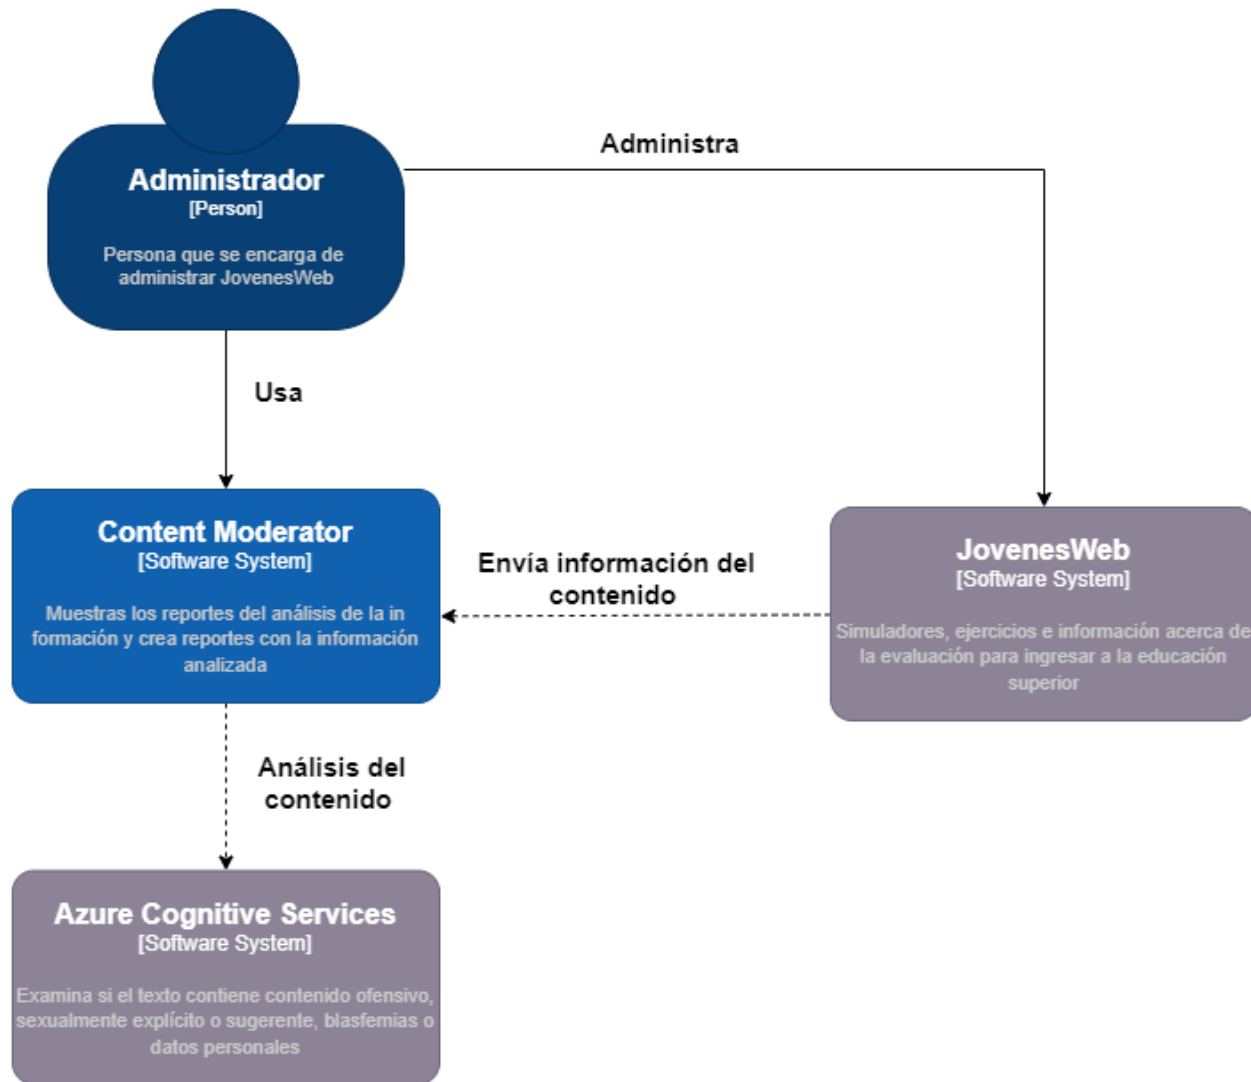 Administra
Administrador
[Person]
Persona que se encarga de
administrar JovenesWeb
Usa
Content Moderator
[Software System]
Muestras los reportes del análisis de la in
formación y crea reportes con la información
analizada
Envía información del
contenido
JovenesWeb
[Software System]
Simuladores, ejercicios e información acerca de
la evaluación para ingresar a la educación
superior
Análisis del
contenido
Azure Cognitive Services
[Software System]
Examina si el texto contiene contenido ofensivo,
sexualmente explícito o sugerente, blasfemias o
datos personales